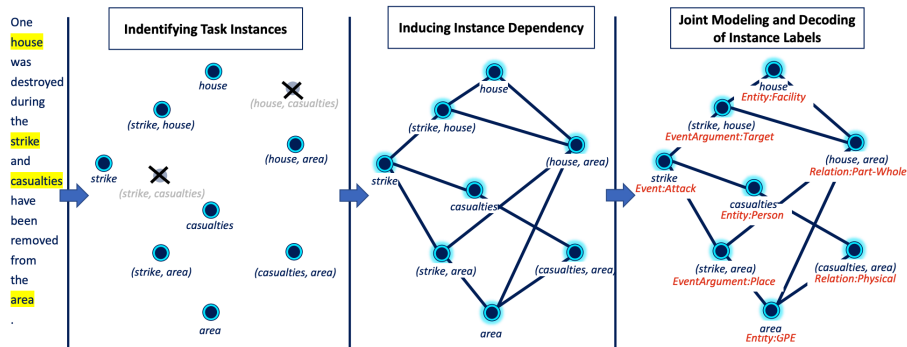 One
house
was
destroyed
during
the
strike
and
casualties
have
been
removed
from
the
area
.
Indentifying Task Instances
house
(house, casualties)
(strike, house)
(house, area)
strike
(strike, casualties)
casualties
(strike, area)
(casualties, area)
area
Inducing Instance Dependency
house
(strike, house)
(house, area)
strike
casualties
(strike, area)
(casualties, area
area
Joint Modeling and Decoding
of Instance Labels
house
Entity:Facility
(strike, house)
EventArgument:Target
(house, area)
Relation:Part-Whole
strike
Event:Attack
casualties
Entity:Person
(strike, area)
EventArgument:Place
(casualties, area)
Relation:Physical
area
Entity:GPE